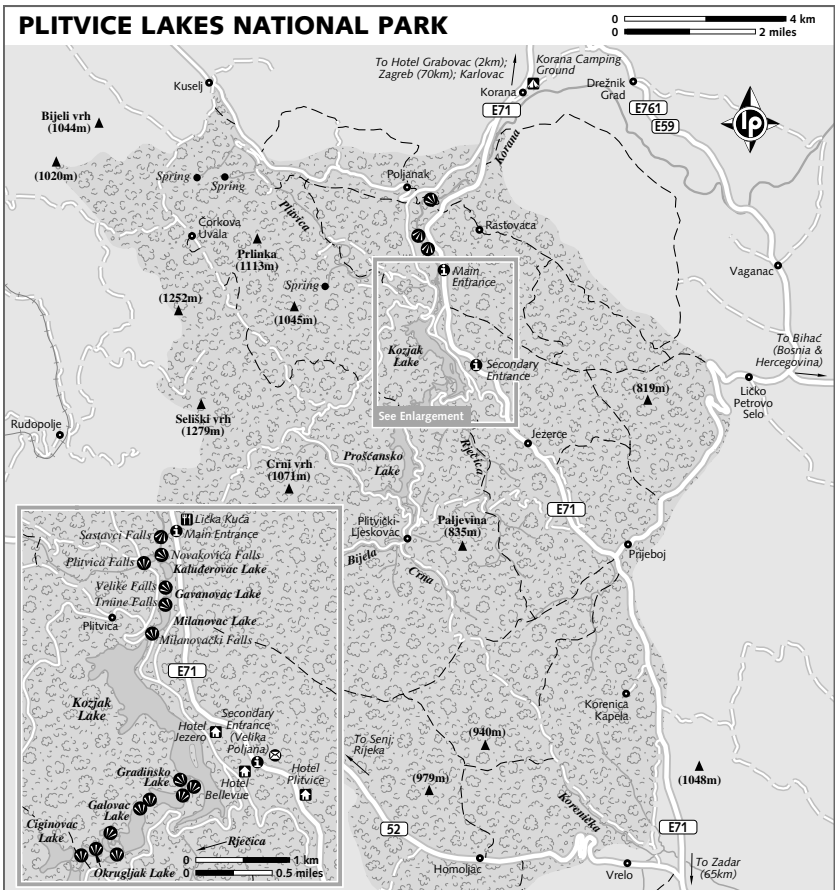 PLITVICE LAKES NATIONAL PARK
0 4 km
0 2 miles
To Hotel Grabovac (2km);
Zagreb (70km); Karlovac
Korana Camping
Ground
Korana
Drežnik
Grad
Kuselj
E71
E761
E59
lp
Bijeli vrh
(1044m)
(1020m)
Spring
Spring
Korana
Poljanak
Plitvica
Rastovača
Čorkova
Uvala
Prlinka
(1113m)
Main
Entrance
Vaganac
Spring
(1252m)
(1045m)
Kozjak
Lake
To Bihać
(Bosnia &
Hercegovina)
Secondary
Entrance
(819m)
Ličko
Petrovo
Selo
Seliški vrh
(1279m)
See Enlargement
Rudopolje
Jezerce
Rječica
Prošćansko
Lake
Crni vrh
(1071m)
E71
Plitvički-
Ljeskovac
Paljevina
(835m)
Prijeboj
Bijela
Crna
Korenica
Kapela
To Senj;
Rijeka
(940m)
(979m)
(1048m)
Korenička
52
E71
Homoljac
Vrelo
To Zadar
(65km)
Lička Kuća
Sastavci Falls
Main Entrance
Novakovića Falls
Plitvica Falls
Kaluđerovac Lake
Velike Falls
Gavanovac Lake
Trnine Falls
Milanovac Lake
Plitvica
Milanovački Falls
E71
Kozjak
Lake
Hotel
Jezero
Secondary
Entrance
(Velika
Poljana)
Hotel
Bellevue
Hotel
Plitvice
Gradinsko
Lake
Galovac
Lake
Ciginovac
Lake
Okrugljak Lake
Rječica
0 1 km
0 0.5 miles